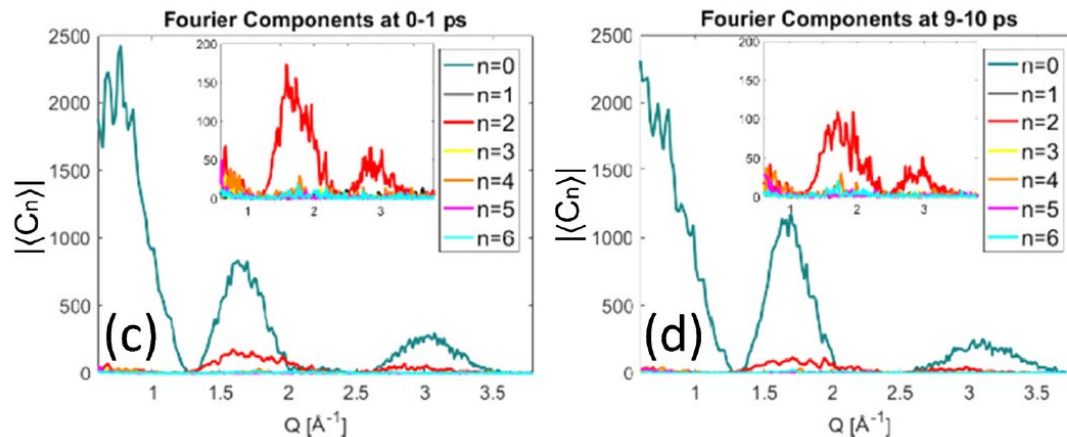 Fourier Components at 0-1 ps
2500
2000
1500
1000
500
0
|⟨Cn⟩|
200
150
100
50
0
1
2
3
n=0
n=1
n=2
n=3
n=4
n=5
n=6
(c)
1
1.5
2
2.5
3
3.5
Q [Å⁻¹]
Fourier Components at 9-10 ps
2500
2000
1500
1000
500
0
|⟨Cn⟩|
200
150
100
50
0
1
2
3
n=0
n=1
n=2
n=3
n=4
n=5
n=6
(d)
1
1.5
2
2.5
3
3.5
Q [Å⁻¹]